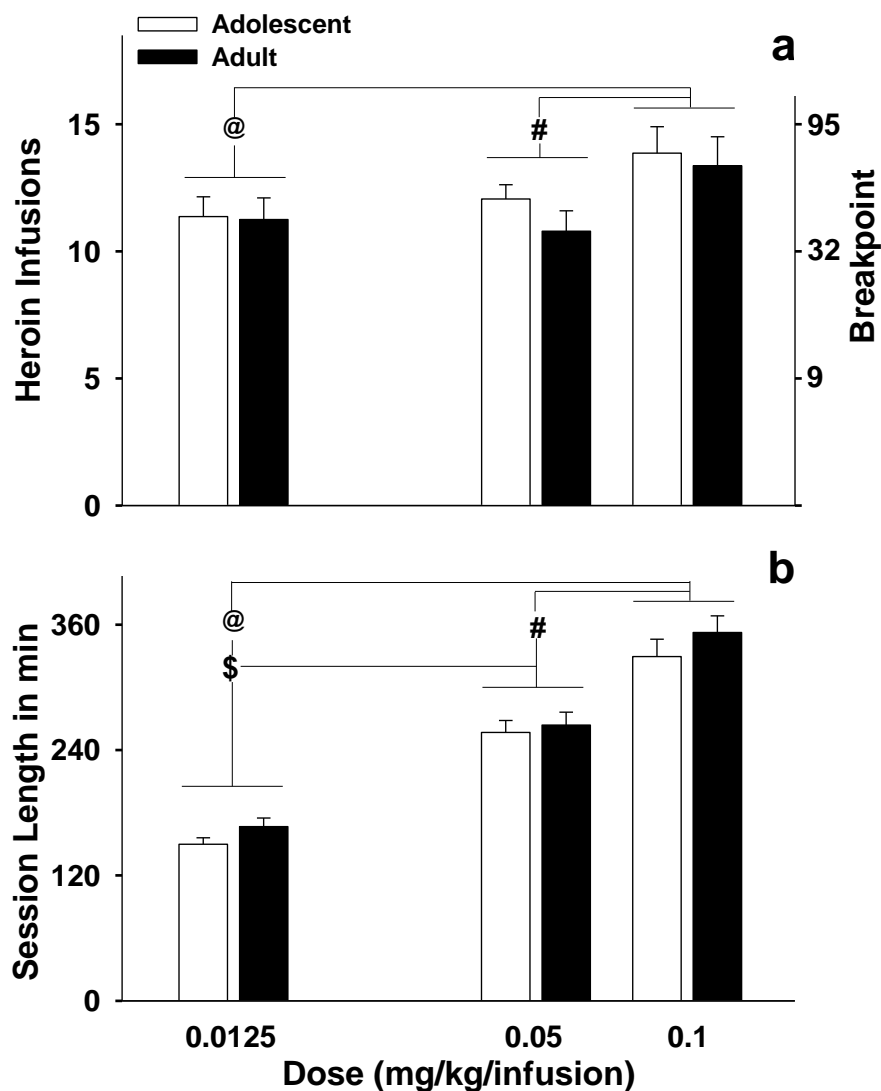 Adolescent
Adult
a
Heroin Infusions
15
10
5
0
@
#
95
32
9
Breakpoint
b
Session Length in min
360
240
120
0
@
$
#
0.0125
0.05
0.1
Dose (mg/kg/infusion)